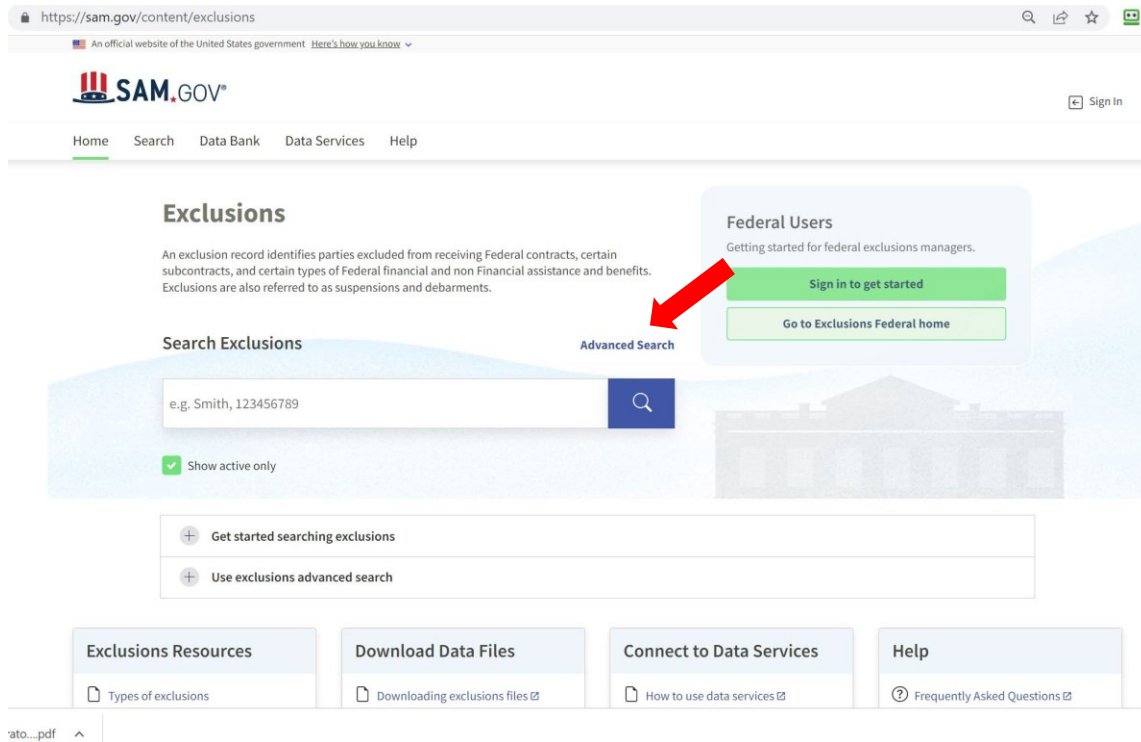 https://sam.gov/content/exclusions
An official website of the United States government Here's how you know
SAM.GOV®
Sign In
Home Search Data Bank Data Services Help
Exclusions
An exclusion record identifies parties excluded from receiving Federal contracts, certain
subcontracts, and certain types of Federal financial and non Financial assistance and benefits.
Exclusions are also referred to as suspensions and debarments.
Federal Users
Getting started for federal exclusions managers.
Sign in to get started
Go to Exclusions Federal home
Search Exclusions
Advanced Search
e.g. Smith, 123456789
Show active only
Get started searching exclusions
Use exclusions advanced search
Exclusions Resources
Types of exclusions
Download Data Files
Downloading exclusions files
Connect to Data Services
How to use data services
Help
Frequently Asked Questions
rato....pdf